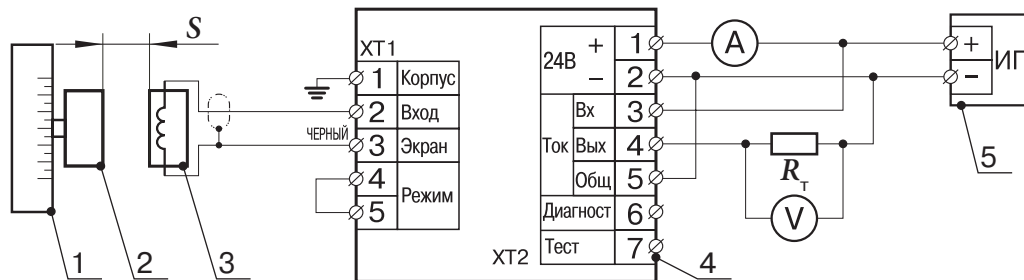 S
XT1
1 Корпус
2 Вход
ЧЕРНЫЙ
3 Экран
4
Режим
5
24В + 1
− 2
Вх 3
Ток Вых 4
Общ 5
Диагност 6
Тест 7
XT2
A
Rт
V
+
ИП
−
1
2
3
4
5